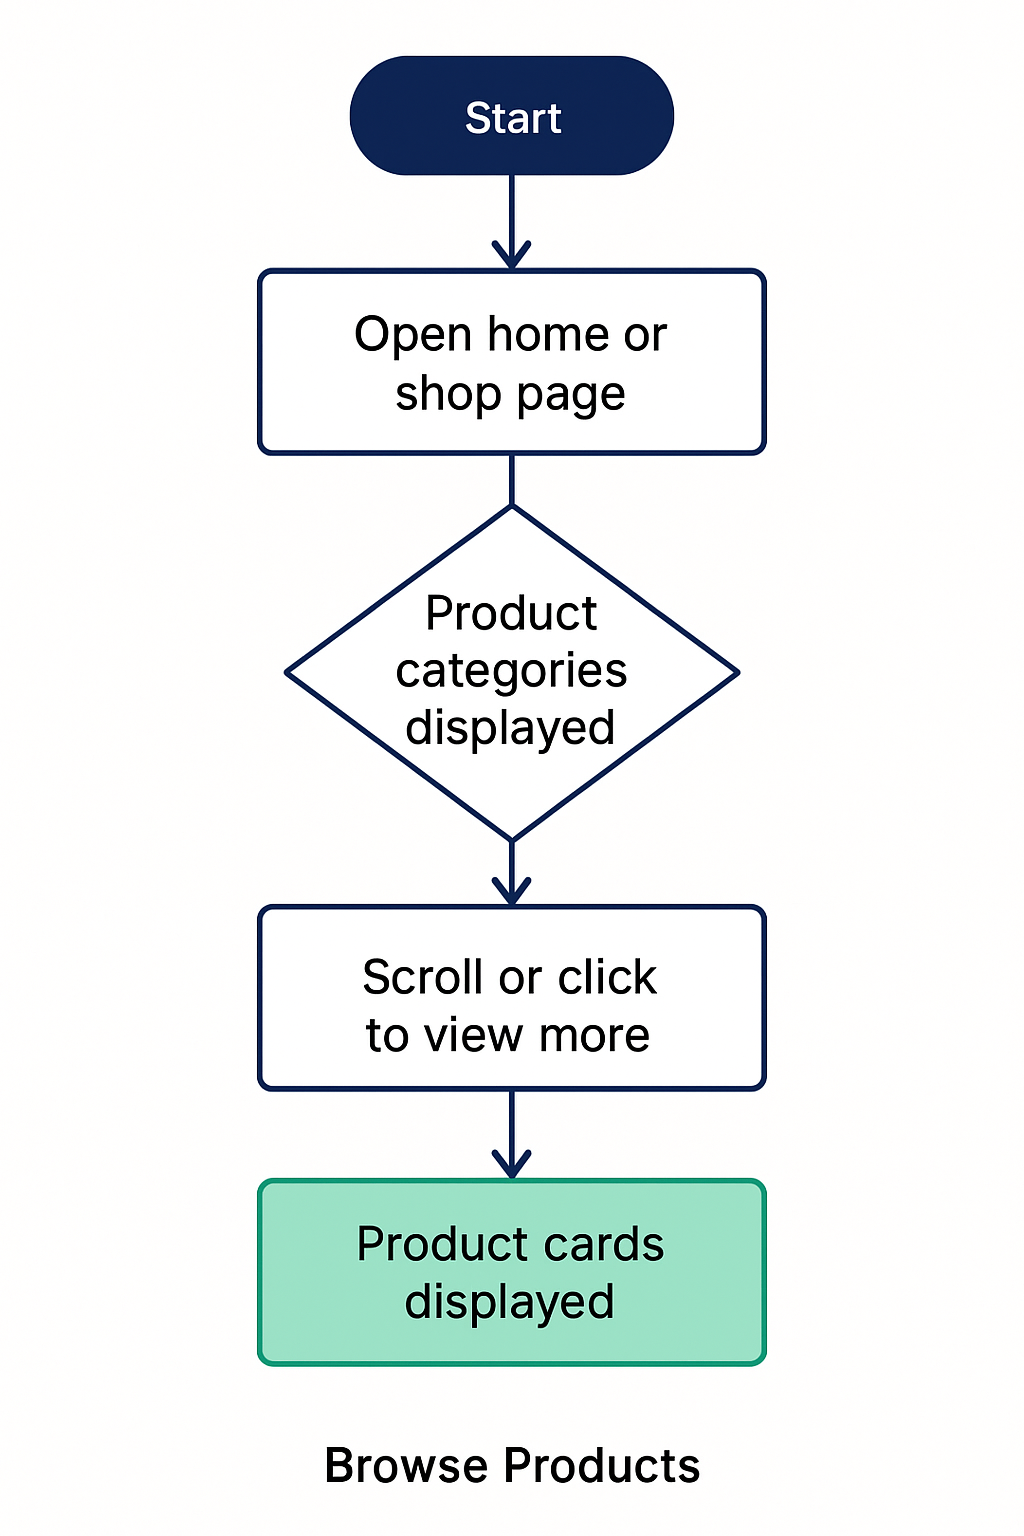 Start
Open home or
shop page
Product
categories
displayed
Scroll or click
to view more
Product cards
displayed
Browse Products